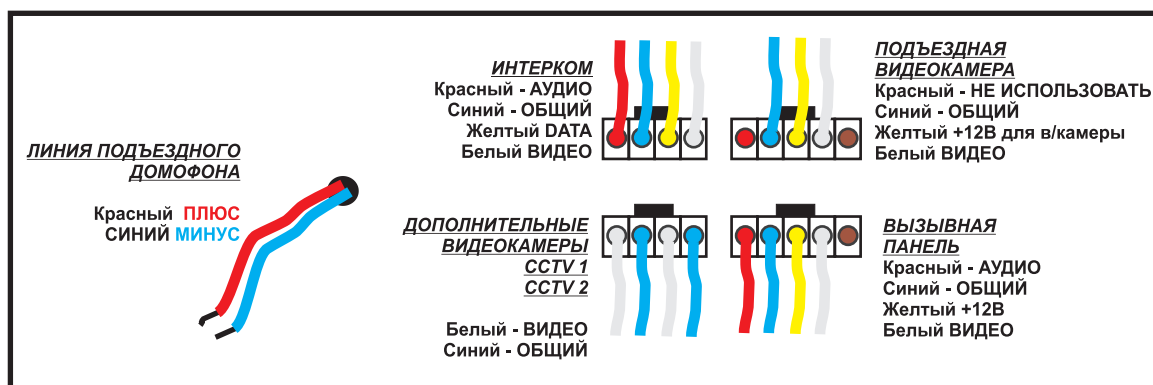 ЛИНИЯ ПОДЪЕЗДНОГО
ДОМОФОНА
Красный ПЛЮС
СИНИЙ МИНУС
ИНТЕРКОМ
Красный - АУДИО
Синий - ОБЩИЙ
Желтый DATA
Белый ВИДЕО
ПОДЪЕЗДНАЯ
ВИДЕОКАМЕРА
Красный - НЕ ИСПОЛЬЗОВАТЬ
Синий - ОБЩИЙ
Желтый +12В для в/камеры
Белый ВИДЕО
ДОПОЛНИТЕЛЬНЫЕ
ВИДЕОКАМЕРЫ
CCTV 1
CCTV 2
Белый - ВИДЕО
Синий - ОБЩИЙ
ВЫЗЫВНАЯ
ПАНЕЛЬ
Красный - АУДИО
Синий - ОБЩИЙ
Желтый +12В
Белый ВИДЕО